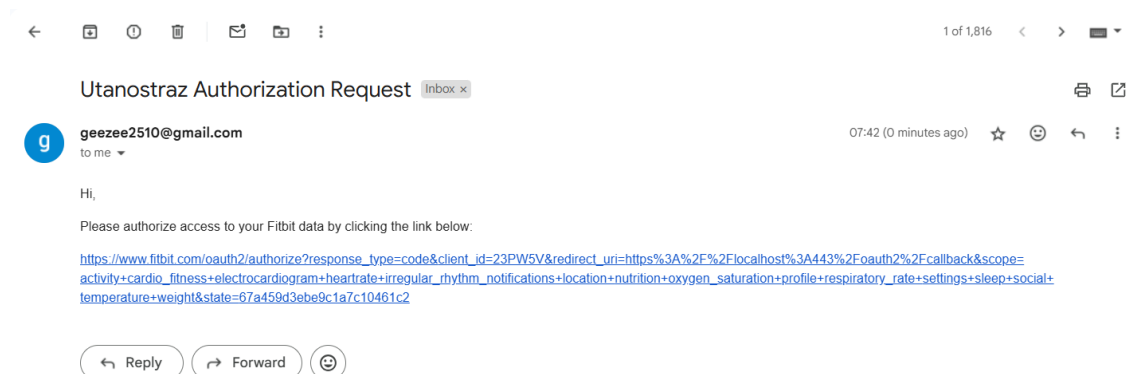 1 of 1,816
Utanostraz Authorization Request Inbox ×
g
geezee2510@gmail.com 07:42 (0 minutes ago)
to me
Hi,
Please authorize access to your Fitbit data by clicking the link below:
https://www.fitbit.com/oauth2/authorize?response_type=code&client_id=23PW5V&redirect_uri=https%3A%2F%2Flocalhost%3A443%2Foauth2%2Fcallback&scope=
activity+cardio_fitness+electrocardiogram+heartrate+irregular_rhythm_notifications+location+nutrition+oxygen_saturation+profile+respiratory_rate+settings+sleep+social+
temperature+weight&state=67a459d3ebe9c1a7c10461c2
Reply Forward